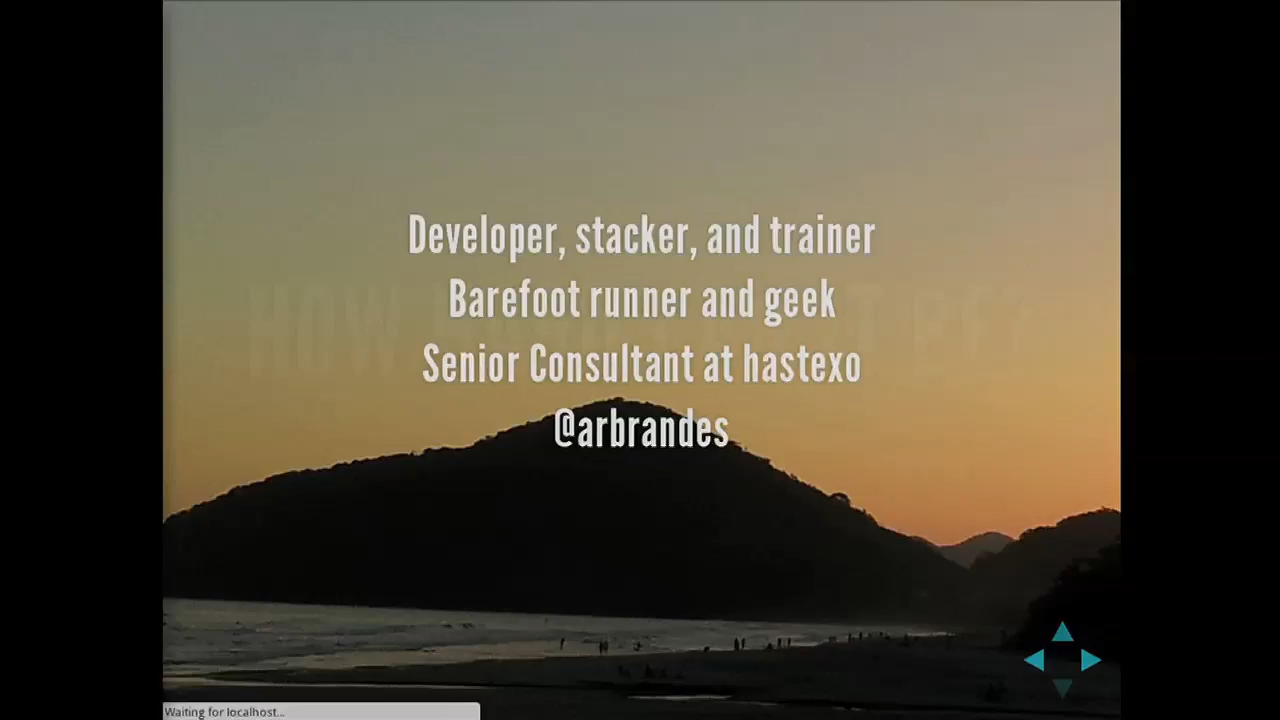 Developer, stacker, and trainer
Barefoot runner and geek
Senior Consultant at hastexo
@arbrandes
Waiting for localhost...